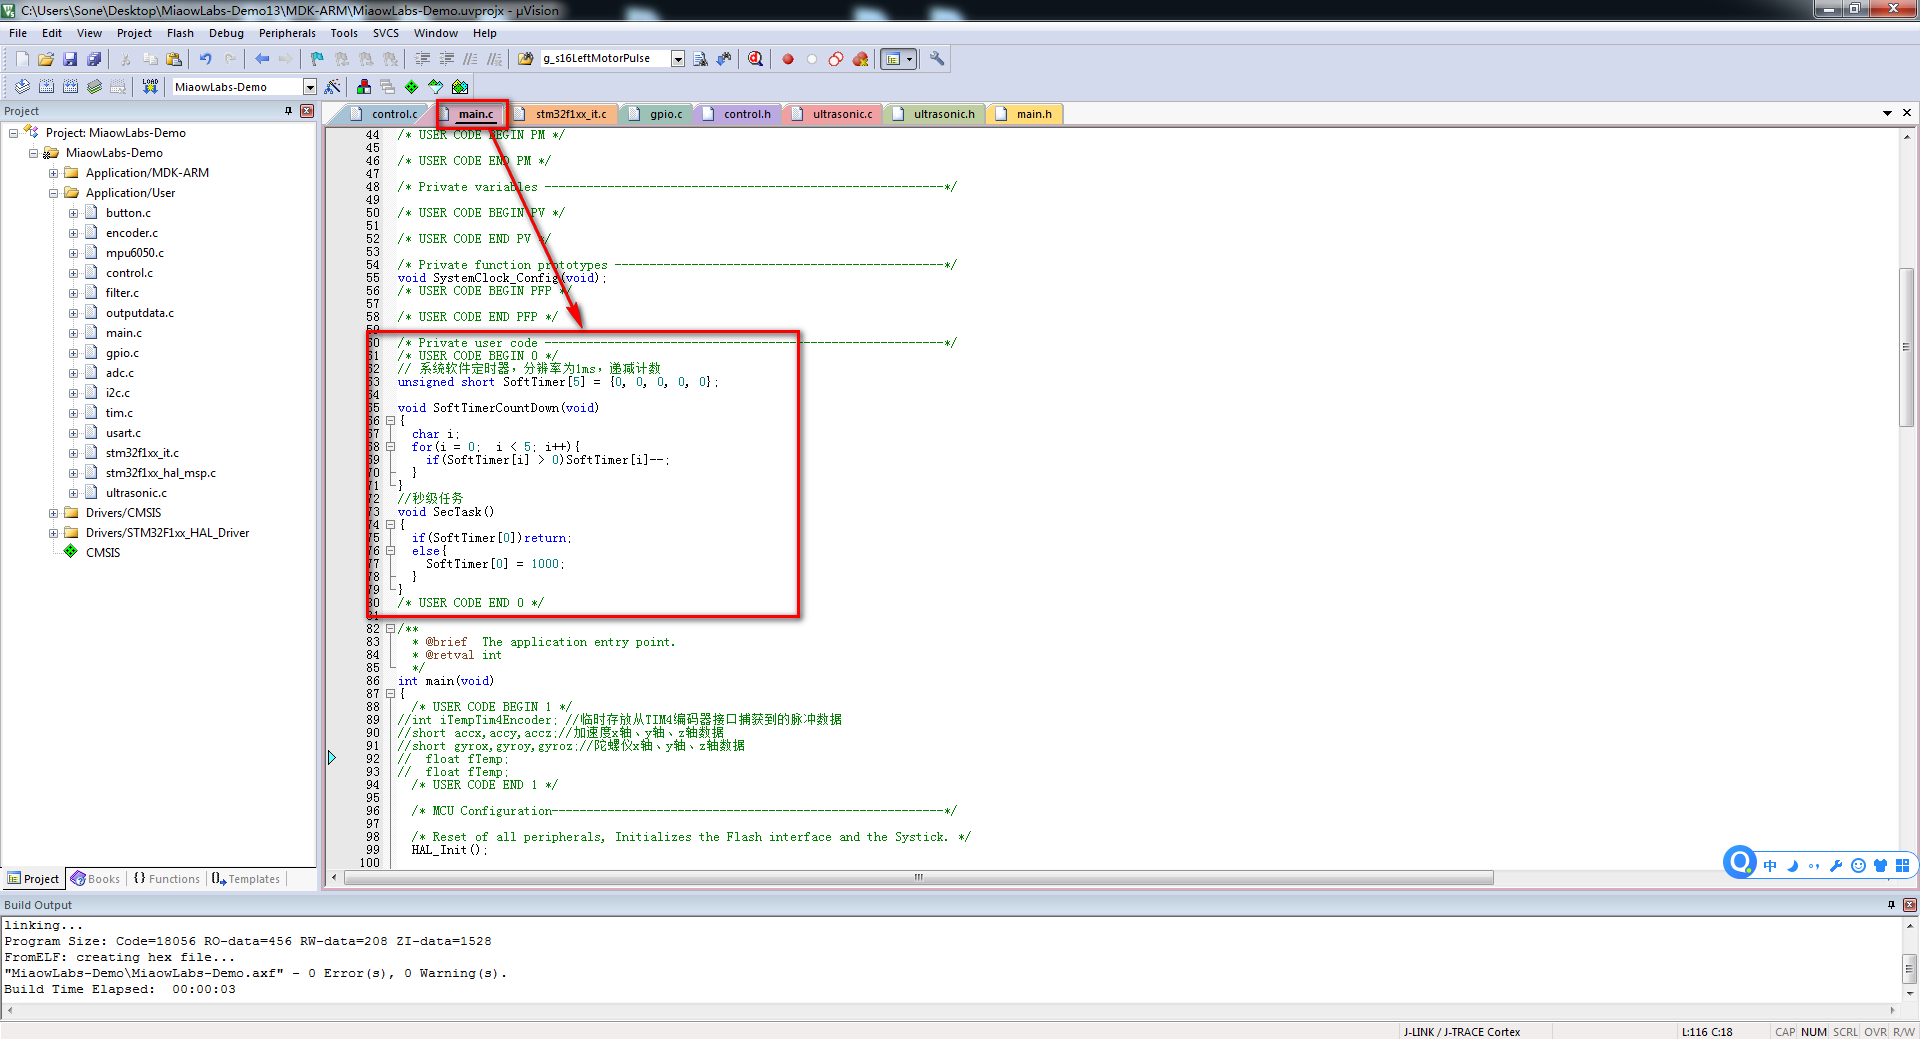 C:\Users\Sone\Desktop\MiaowLabs-Demo13\MDK-ARM\MiaowLabs-Demo.uvprojx - µVision
File Edit View Project Flash Debug Peripherals Tools SVCS Window Help
g_s16LeftMotorPulse
LOAD MiaowLabs-Demo
Project
Project: MiaowLabs-Demo
MiaowLabs-Demo
Application/MDK-ARM
Application/User
button.c
encoder.c
mpu6050.c
control.c
filter.c
outputdata.c
main.c
gpio.c
adc.c
i2c.c
tim.c
usart.c
stm32f1xx_it.c
stm32f1xx_hal_msp.c
ultrasonic.c
Drivers/CMSIS
Drivers/STM32F1xx_HAL_Driver
CMSIS
Project Books {} Functions Templates
control.c main.c stm32f1xx_it.c gpio.c control.h ultrasonic.c ultrasonic.h main.h
44 /* USER CODE BEGIN PM */
45
46 /* USER CODE END PM */
47
48 /* Private variables ---------------------------------------------------------*/
49
50 /* USER CODE BEGIN PV */
51
52 /* USER CODE END PV */
53
54 /* Private function prototypes -----------------------------------------------*/
55 void SystemClock_Config(void);
56 /* USER CODE BEGIN PFP */
57
58 /* USER CODE END PFP */
59
60 /* Private user code ---------------------------------------------------------*/
61 /* USER CODE BEGIN 0 */
62 // 系统软件定时器，分辨率为1ms，递减计数
63 unsigned short SoftTimer[5] = {0, 0, 0, 0, 0};
64
65 void SoftTimerCountDown(void)
66 {
67 char i;
68 for(i = 0;  i < 5; i++){
69 if(SoftTimer[i] > 0)SoftTimer[i]--;
70 }
71 }
72 //秒级任务
73 void SecTask()
74 {
75 if(SoftTimer[0])return;
76 else{
77 SoftTimer[0] = 1000;
78 }
79 }
80 /* USER CODE END 0 */
81
82 /**
83 * @brief  The application entry point.
84 * @retval int
85 */
86 int main(void)
87 {
88 /* USER CODE BEGIN 1 */
89 //int iTempTim4Encoder; //临时存放从TIM4编码器接口捕获到的脉冲数据
90 //short accx,accy,accz;//加速度x轴、y轴、z轴数据
91 //short gyrox,gyroy,gyroz;//陀螺仪x轴、y轴、z轴数据
92 //  float fTemp;
93 //  float fTemp;
94 /* USER CODE END 1 */
95
96 /* MCU Configuration--------------------------------------------------------*/
97
98 /* Reset of all peripherals, Initializes the Flash interface and the Systick. */
99 HAL_Init();
100
中
Build Output
linking...
Program Size: Code=18056 RO-data=456 RW-data=208 ZI-data=1528
FromELF: creating hex file...
"MiaowLabs-Demo\MiaowLabs-Demo.axf" - 0 Error(s), 0 Warning(s).
Build Time Elapsed:  00:00:03
J-LINK / J-TRACE Cortex L:116 C:18 CAP NUM SCRL OVR R/W